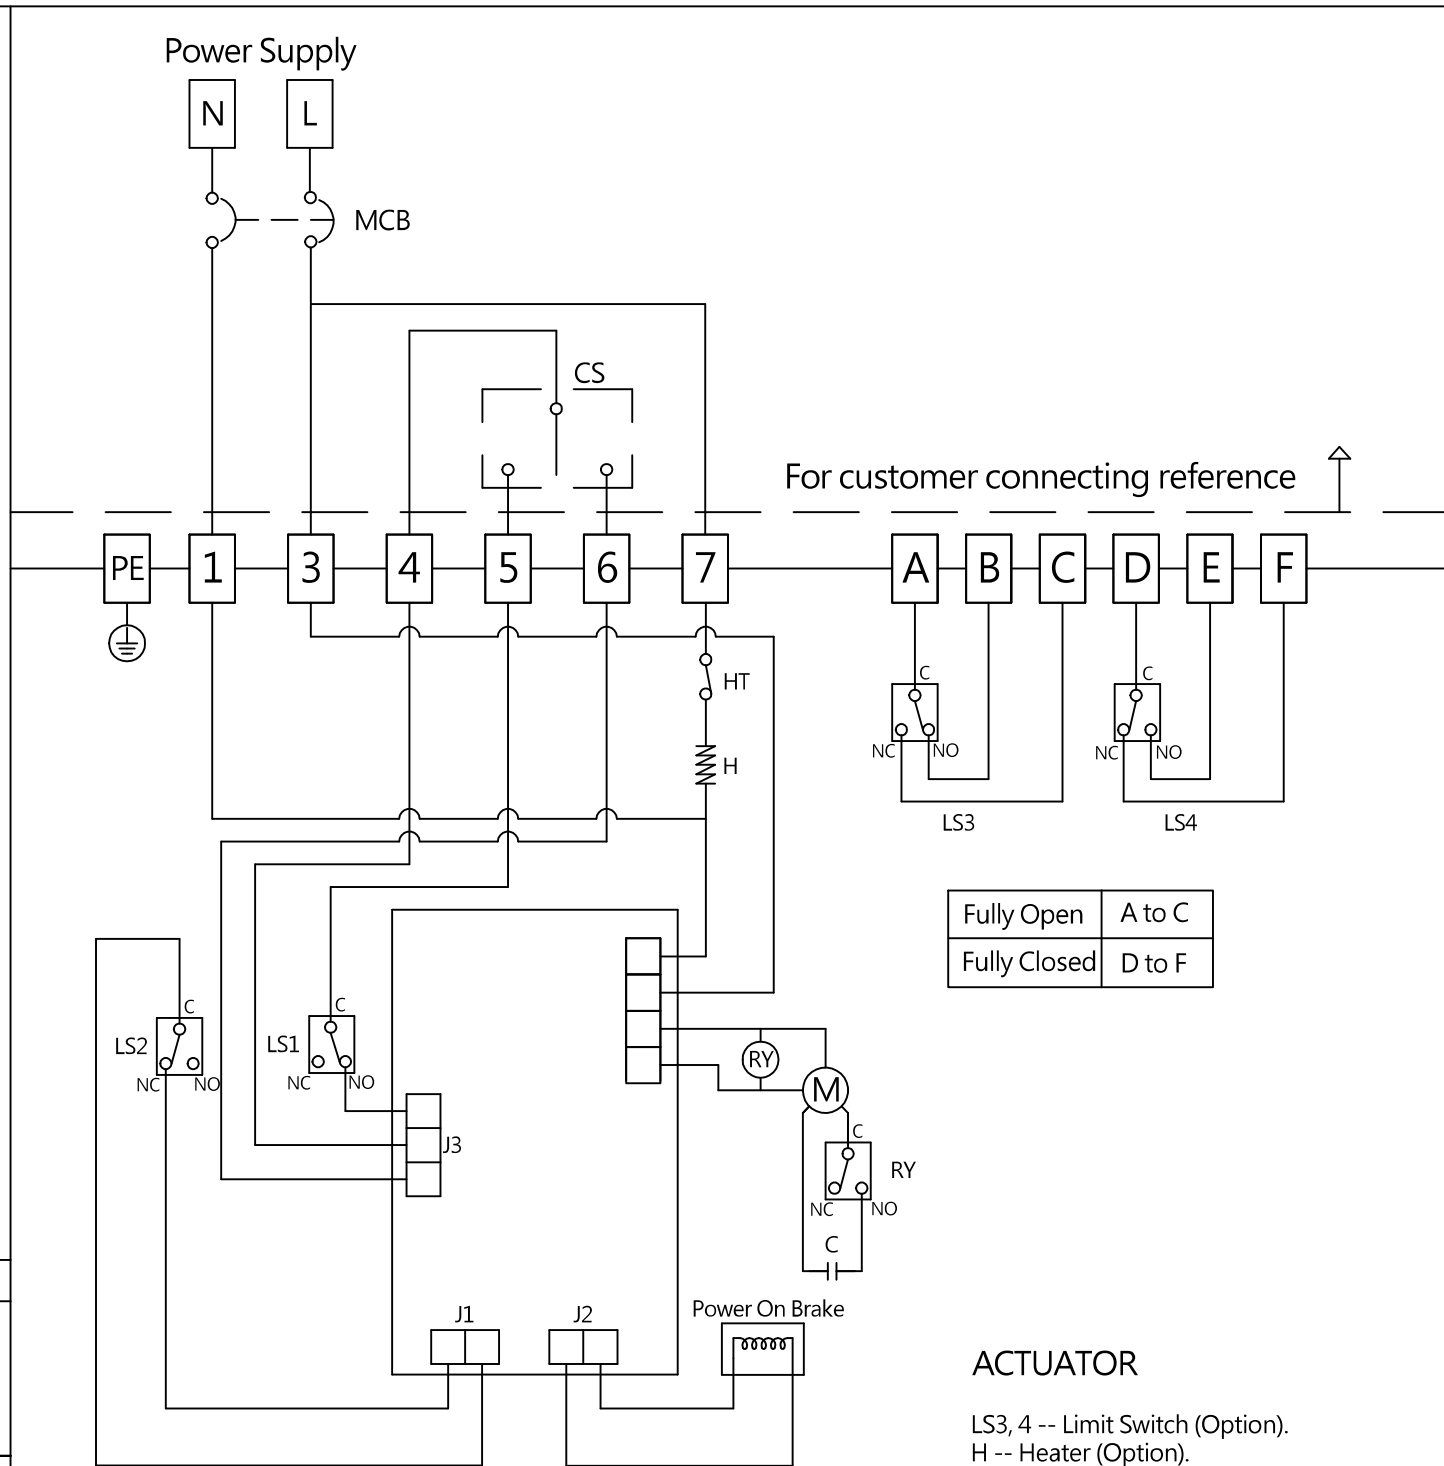 Power Supply
N L
MCB
CS
For customer connecting reference
PE 1 3 4 5 6 7 A B C D E F
HT
C C
NC NO NC NO
H
LS3 LS4
Fully Open A to C
Fully Closed D to F
C C
LS2 LS1
NC NO NC NO
RY
M
J3
C
RY
NC NO
C
J1 J2 Power On Brake
ACTUATOR
LS3, 4 -- Limit Switch (Option).
H -- Heater (Option).